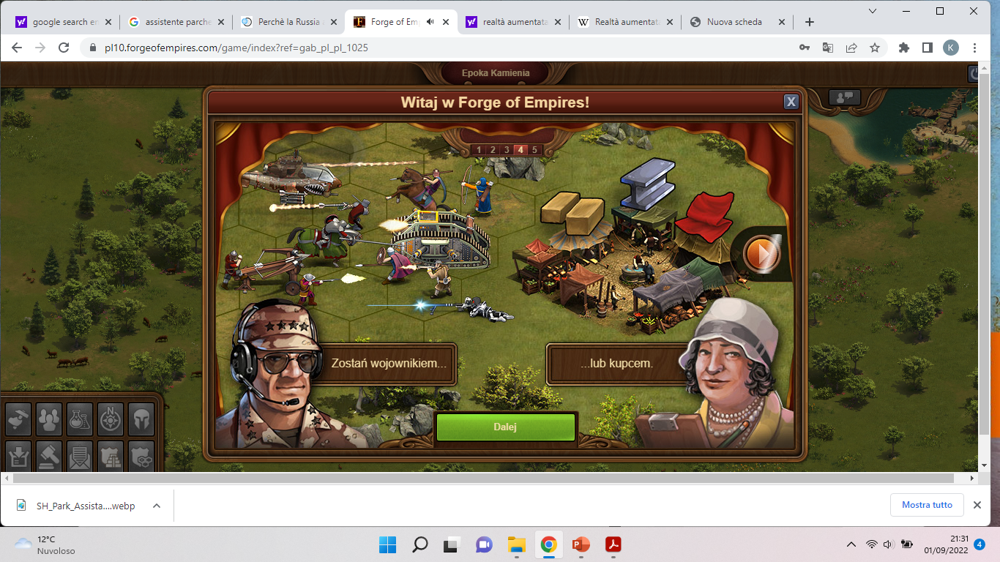 google search en
assistente parche
Perchè la Russia
Forge of Em
realtà aumentata
Realtà aumentata
Nuova scheda
pl10.forgeofempires.com/game/index?ref=gab_pl_pl_1025
K
Epoka Kamienia
Witaj w Forge of Empires!
X
1 2 3 4 5
Zostań wojownikiem...
...lub kupcem.
Dalej
SH_Park_Assista....webp
Mostra tutto
12°C
Nuvoloso
21:31
01/09/2022
4